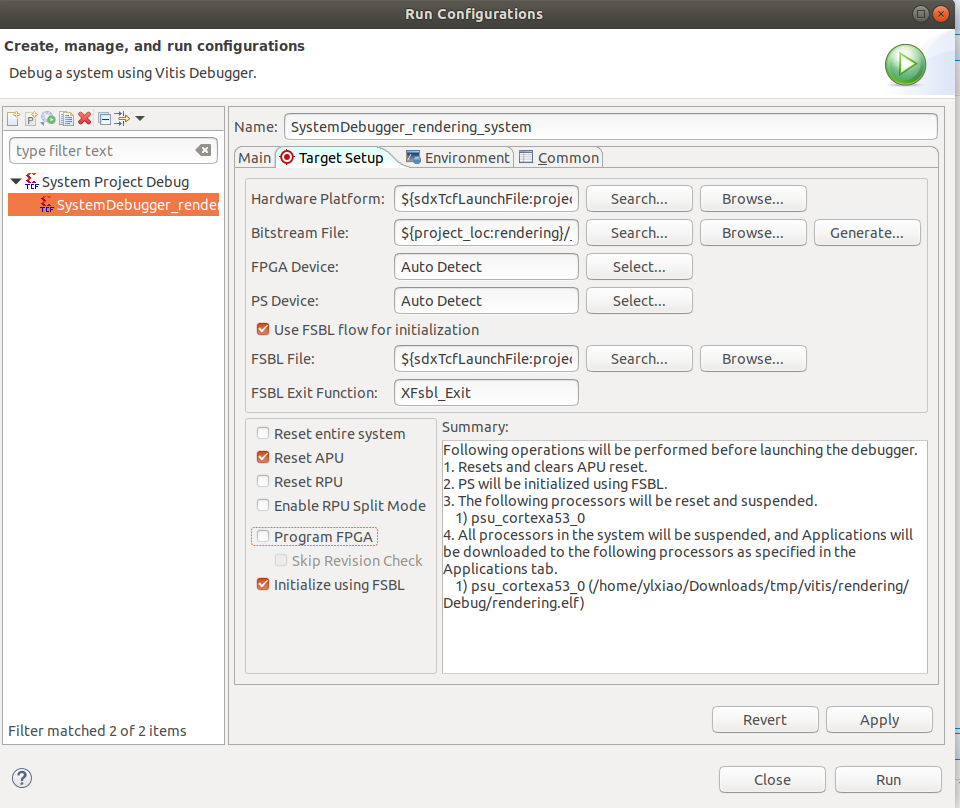 Run Configurations
Create, manage, and run configurations
Debug a system using Vitis Debugger.
Name: SystemDebugger_rendering_system
type filter text
Main Target Setup Environment Common
System Project Debug
SystemDebugger_render
Hardware Platform: ${sdxTcfLaunchFile:projec Search... Browse...
Bitstream File: ${project_loc:rendering}/_ Search... Browse... Generate...
FPGA Device: Auto Detect Select...
PS Device: Auto Detect Select...
Use FSBL flow for initialization
FSBL File: ${sdxTcfLaunchFile:projec Search... Browse...
FSBL Exit Function: XFsbl_Exit
Reset entire system
Reset APU
Reset RPU
Enable RPU Split Mode
Program FPGA
Skip Revision Check
Initialize using FSBL
Summary:
Following operations will be performed before launching the debugger.
1. Resets and clears APU reset.
2. PS will be initialized using FSBL.
3. The following processors will be reset and suspended.
1) psu_cortexa53_0
4. All processors in the system will be suspended, and Applications will
be downloaded to the following processors as specified in the
Applications tab.
1) psu_cortexa53_0 (/home/ylxiao/Downloads/tmp/vitis/rendering/
Debug/rendering.elf)
Filter matched 2 of 2 items
Revert Apply
? Close Run